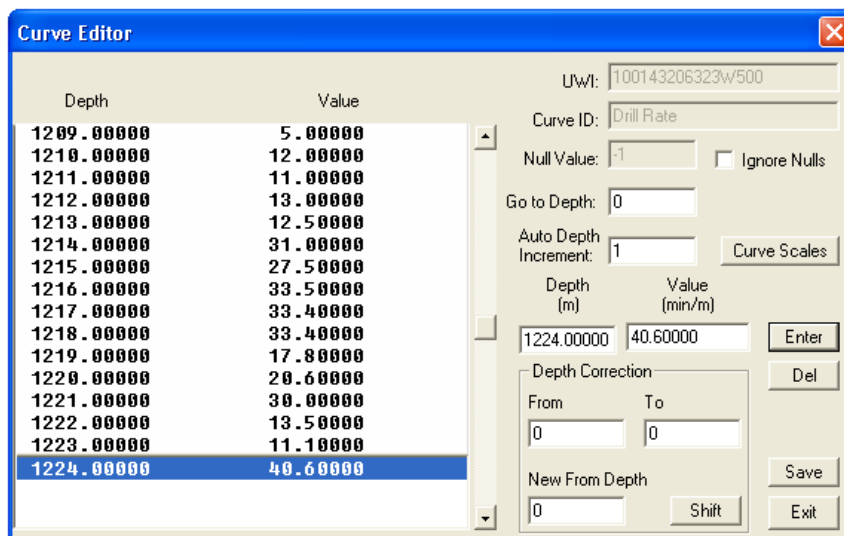 Curve Editor
Depth Value
1209.00000 5.00000
1210.00000 12.00000
1211.00000 11.00000
1212.00000 13.00000
1213.00000 12.50000
1214.00000 31.00000
1215.00000 27.50000
1216.00000 33.50000
1217.00000 33.40000
1218.00000 33.40000
1219.00000 17.80000
1220.00000 20.60000
1221.00000 30.00000
1222.00000 13.50000
1223.00000 11.10000
1224.00000 40.60000
UWI: 100143206323W500
Curve ID: Drill Rate
Null Value: -1 Ignore Nulls
Go to Depth: 0
Auto Depth
Increment: 1 Curve Scales
Depth Value
(m) (min/m)
1224.00000 40.60000 Enter
Depth Correction Del
From To
0 0
New From Depth Save
0 Shift Exit